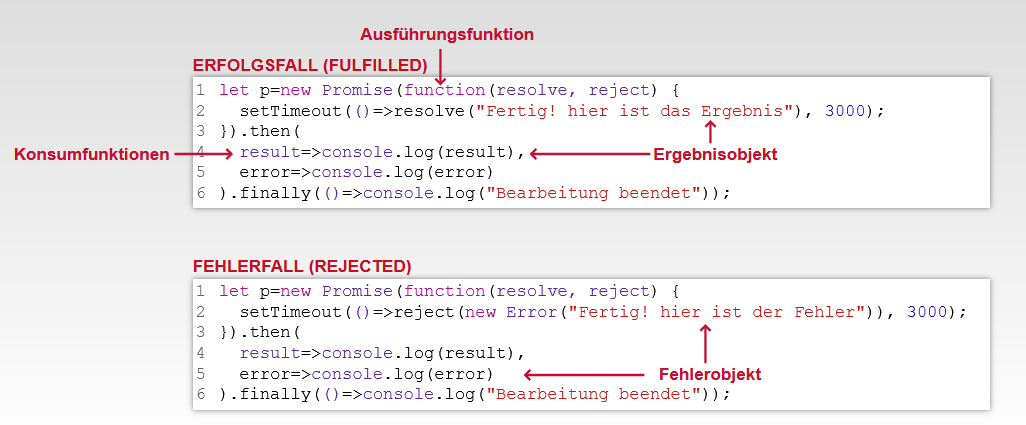 Ausführungsfunktion
ERFOLGSFALL (FULFILLED)
1 let p=new Promise(function(resolve, reject) {
2   setTimeout(()=>resolve("Fertig! hier ist das Ergebnis"), 3000);
3 }).then(
Konsumfunktionen
4   result=>console.log(result),
Ergebnisobjekt
5   error=>console.log(error)
6 ).finally(()=>console.log("Bearbeitung beendet"));
FEHLERFALL (REJECTED)
1 let p=new Promise(function(resolve, reject) {
2   setTimeout(()=>reject(new Error("Fertig! hier ist der Fehler")), 3000);
3 }).then(
4   result=>console.log(result),
5   error=>console.log(error)
Fehlerobjekt
6 ).finally(()=>console.log("Bearbeitung beendet"));